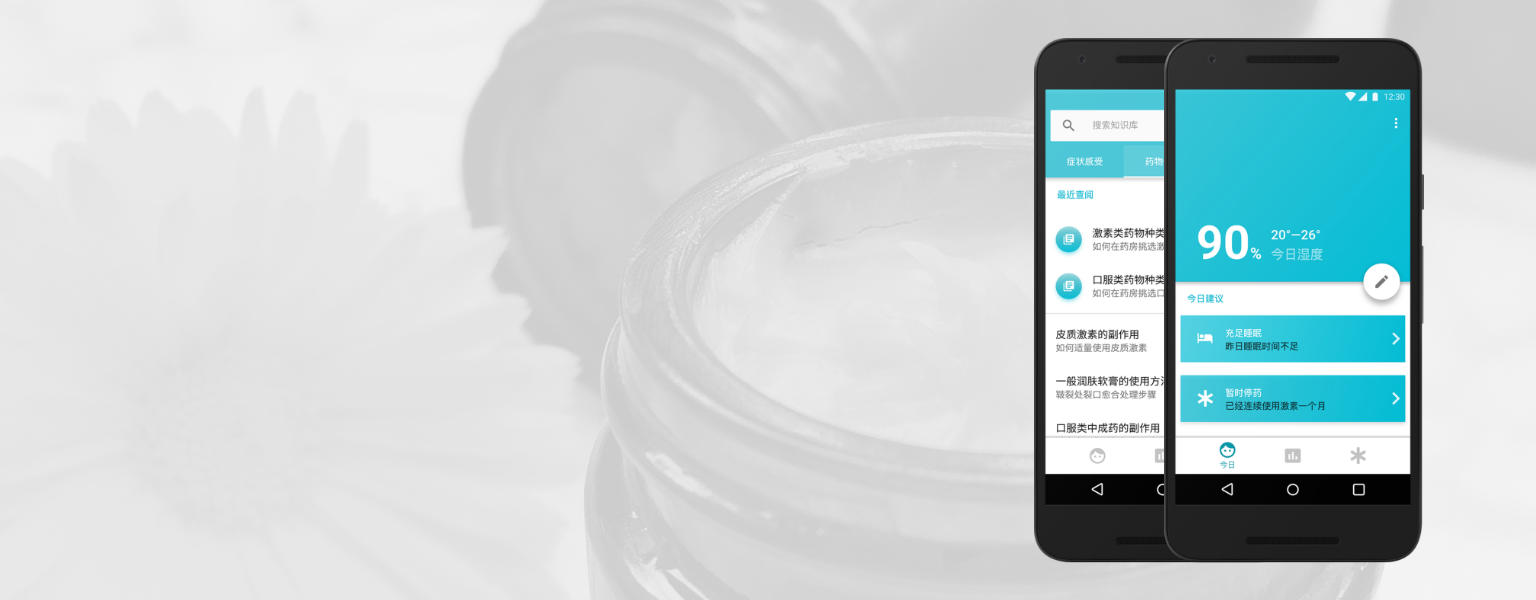 搜索知识库
症状感受
药物
最近查阅
激素类药物种类
如何在药房挑选激
口服类药物种类
如何在药房挑选口
皮质激素的副作用
如何适量使用皮质激素
一般润肤软膏的使用方法
皲裂处裂口愈合处理步骤
口服类中成药的副作用
12:30
90%
20°—26°
今日湿度
今日建议
充足睡眠
昨日睡眠时间不足
暂时停药
已经连续使用激素一个月
今日